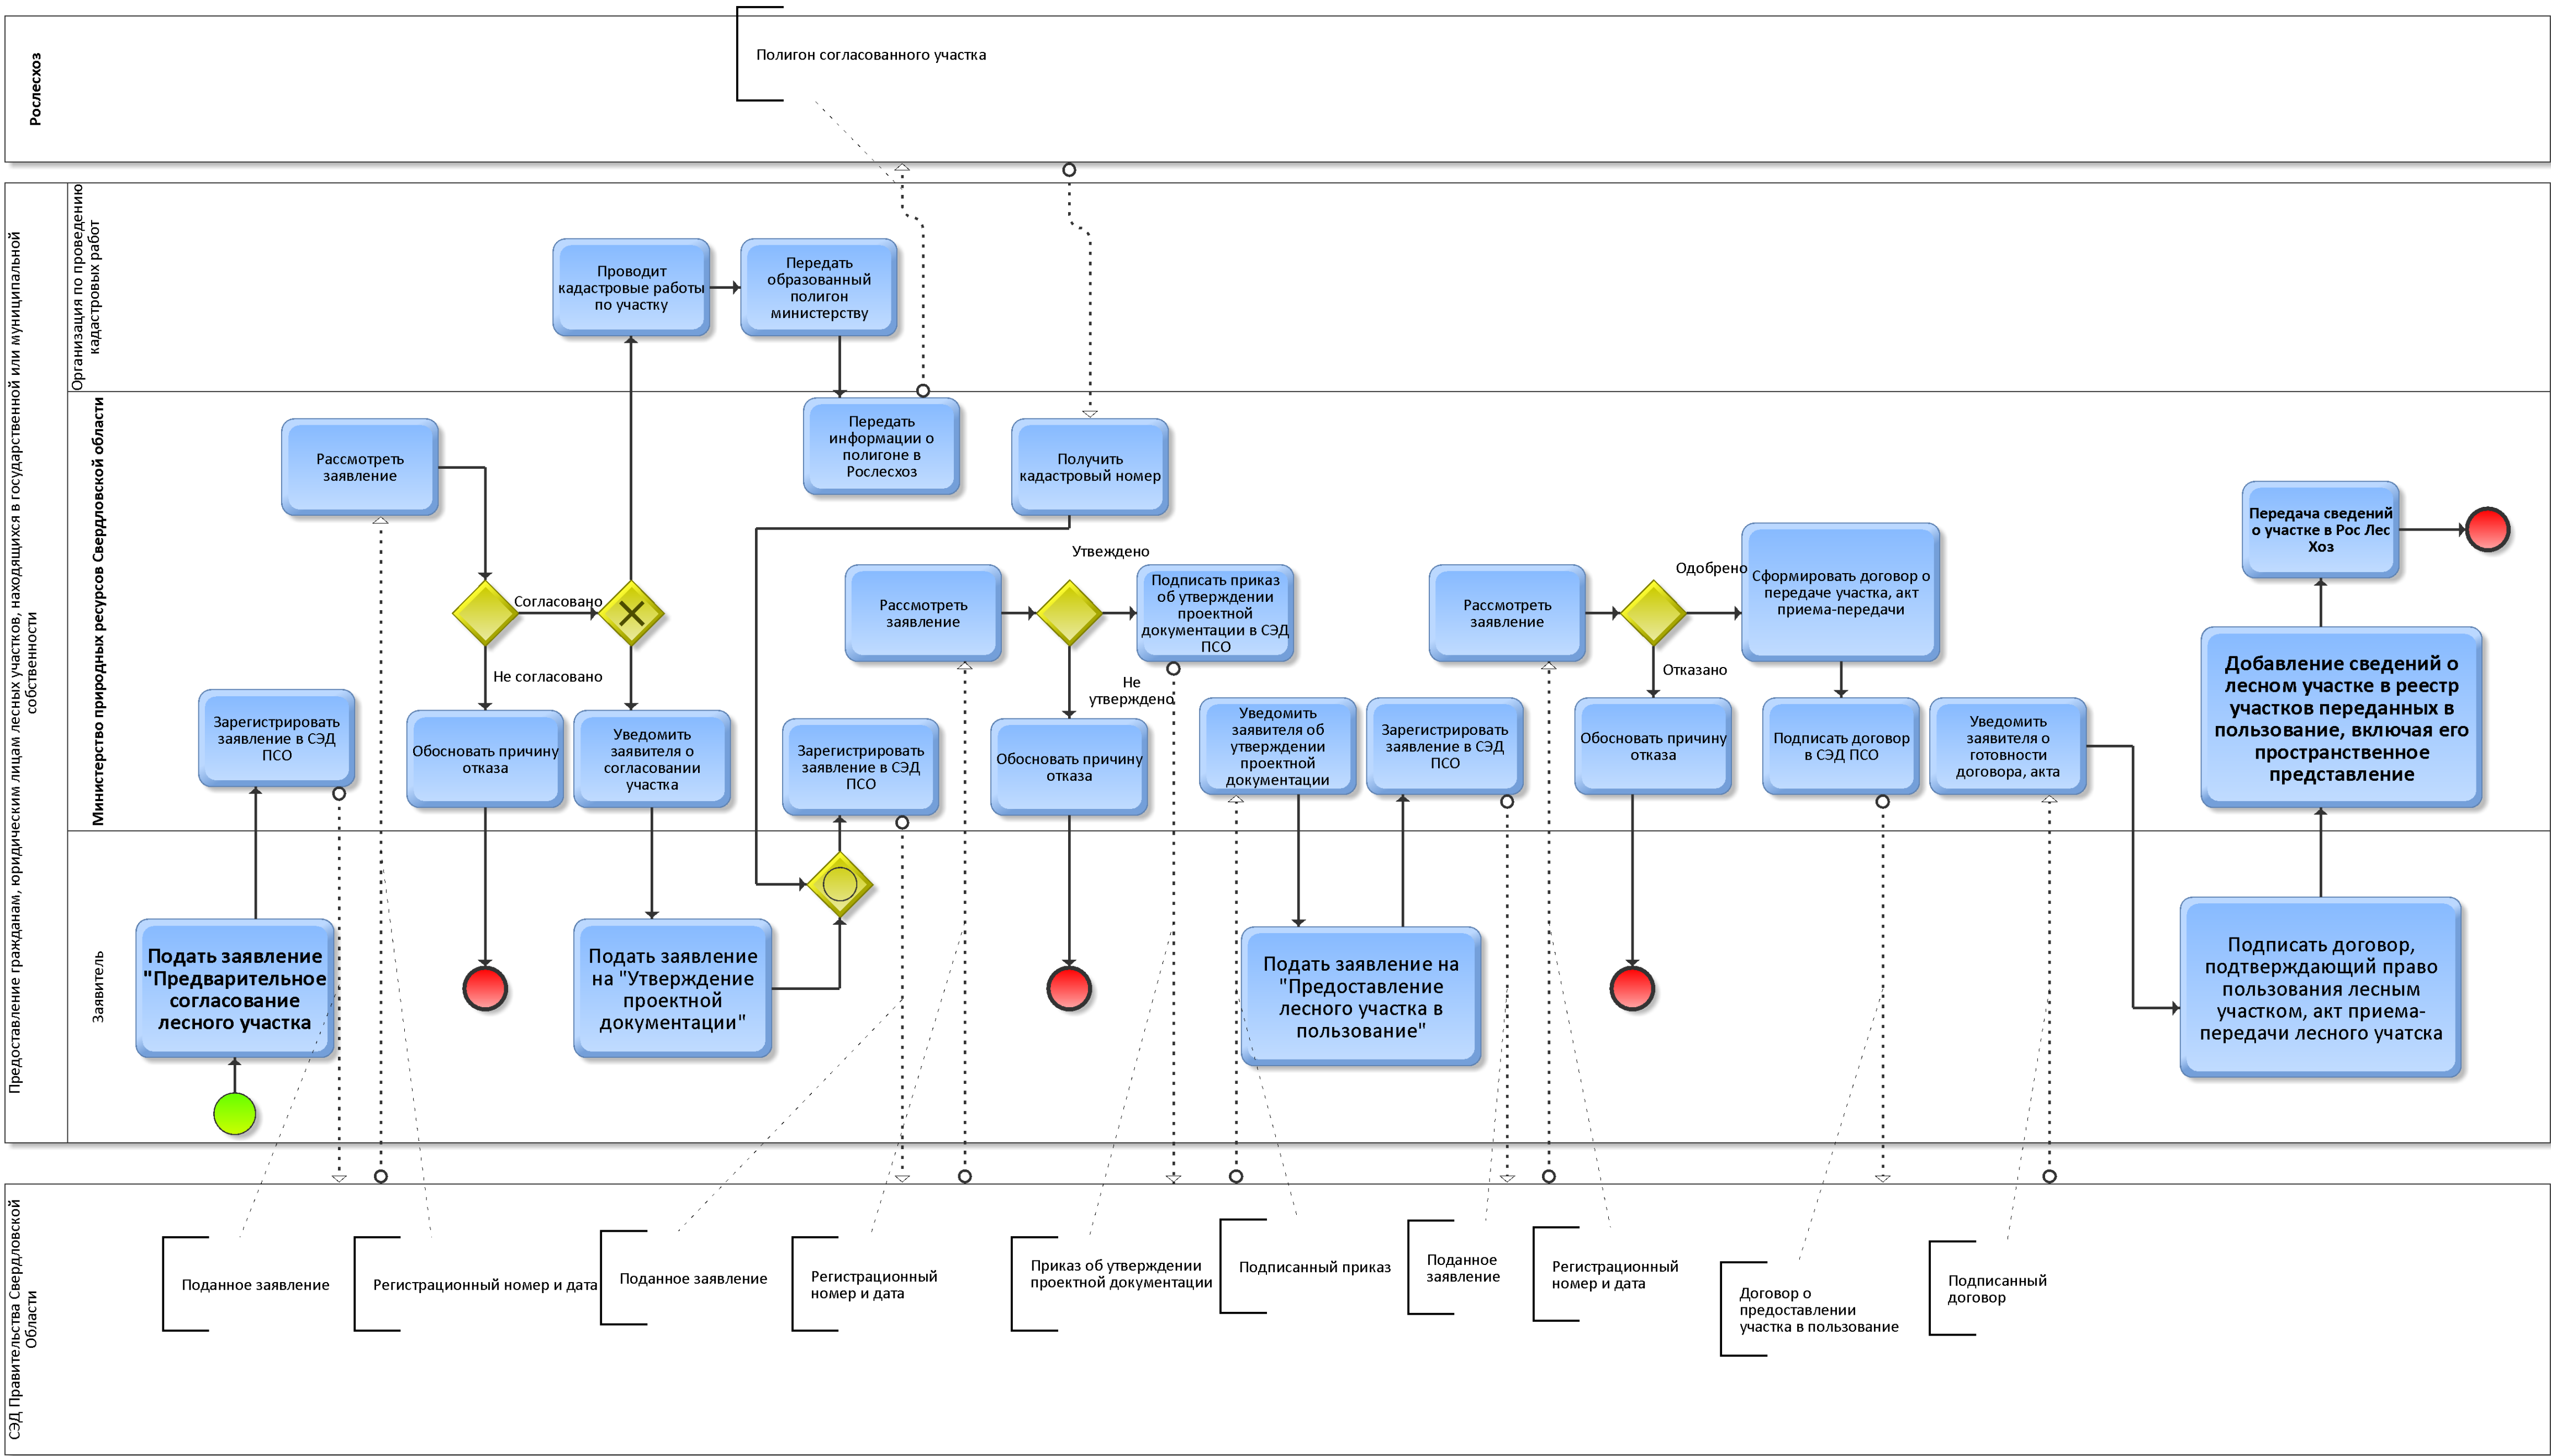 Рослесхоз
Полигон согласованного участка
Предоставление гражданам, юридическим лицам лесных участков, находящихся в государственной или муниципальной
собственности
Организация по проведению
кадастровых работ
Проводит
кадастровые работы
по участку
Передать
образованный
полигон
министерству
Министерство природных ресурсов Свердловской области
Рассмотреть
заявление
Передать
информации о
полигоне в
Рослесхоз
Получить
кадастровый номер
Согласовано
Не согласовано
Зарегистрировать
заявление в СЭД
ПСО
Обосновать причину
отказа
Уведомить
заявителя о
согласовании
участка
Зарегистрировать
заявление в СЭД
ПСО
Рассмотреть
заявление
Утвеждено
Подписать приказ
об утверждении
проектной
документации в СЭД
ПСО
Не
утверждено
Обосновать причину
отказа
Уведомить
заявителя об
утверждении
проектной
документации
Зарегистрировать
заявление в СЭД
ПСО
Рассмотреть
заявление
Одобрено
Сформировать договор о
передаче участка, акт
приема-передачи
Отказано
Обосновать причину
отказа
Подписать договор
в СЭД ПСО
Уведомить
заявителя о
готовности
договора, акта
Передача сведений
о участке в Рос Лес
Хоз
Добавление сведений о
лесном участке в реестр
участков переданных в
пользование, включая его
пространственное
представление
Заявитель
Подать заявление
"Предварительное
согласование
лесного участка
Подать заявление
на "Утверждение
проектной
документации"
Подать заявление на
"Предоставление
лесного участка в
пользование"
Подписать договор,
подтверждающий право
пользования лесным
участком, акт приема-
передачи лесного учатска
СЭД Правительства Свердловской
Области
Поданное заявление
Регистрационный номер и дата
Поданное заявление
Регистрационный
номер и дата
Приказ об утверждении
проектной документации
Подписанный приказ
Поданное
заявление
Регистрационный
номер и дата
Договор о
предоставлении
участка в пользование
Подписанный
договор